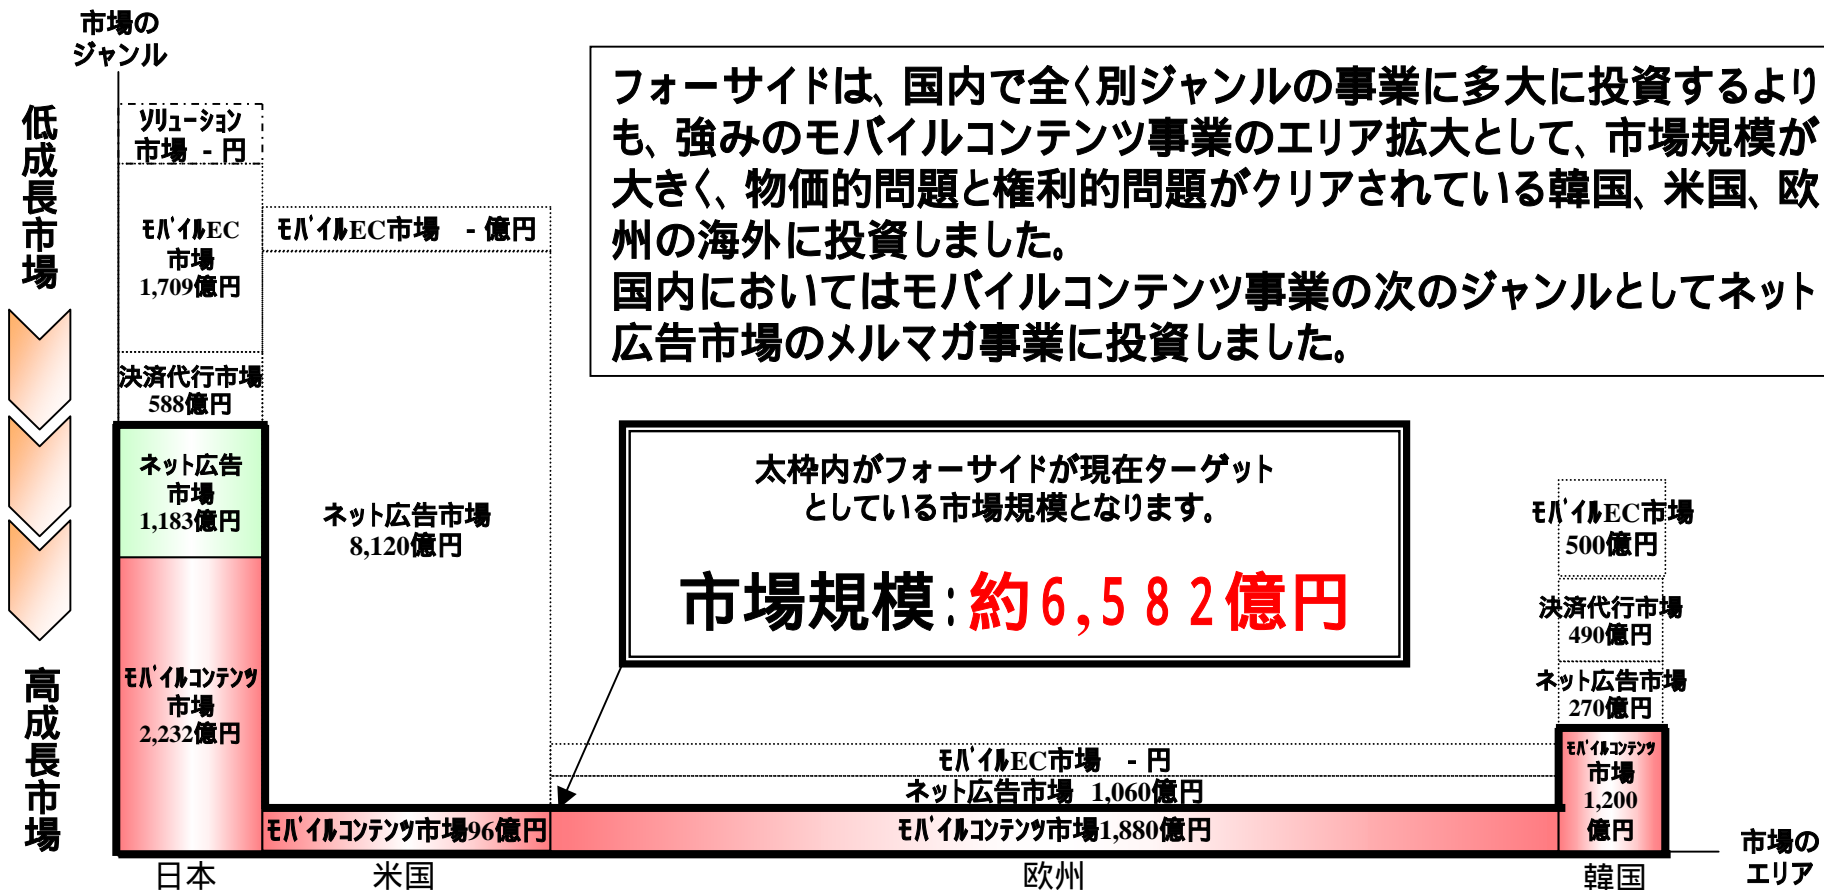 市場の
ジャンル
低成長市場
高成長市場
フォーサイドは、国内で全く別ジャンルの事業に多大に投資するより
も、強みのモバイルコンテンツ事業のエリア拡大として、市場規模が
大きく、物価的問題と権利的問題がクリアされている韓国、米国、欧
州の海外に投資しました。
国内においてはモバイルコンテンツ事業の次のジャンルとしてネット
広告市場のメルマガ事業に投資しました。
ソリューション
市場 - 円
モバイルEC
市場
1,709億円
決済代行市場
588億円
ネット広告
市場
1,183億円
モバイルコンテンツ
市場
2,232億円
モバイルEC市場 - 億円
ネット広告市場
8,120億円
モバイルコンテンツ市場96億円
太枠内がフォーサイドが現在ターゲット
としている市場規模となります。
市場規模:約6,582億円
モバイルEC市場 - 円
ネット広告市場 1,060億円
モバイルコンテンツ市場1,880億円
モバイルEC市場
500億円
決済代行市場
490億円
ネット広告市場
270億円
モバイルコンテンツ
市場
1,200
億円
日本
米国
欧州
韓国
市場の
エリア